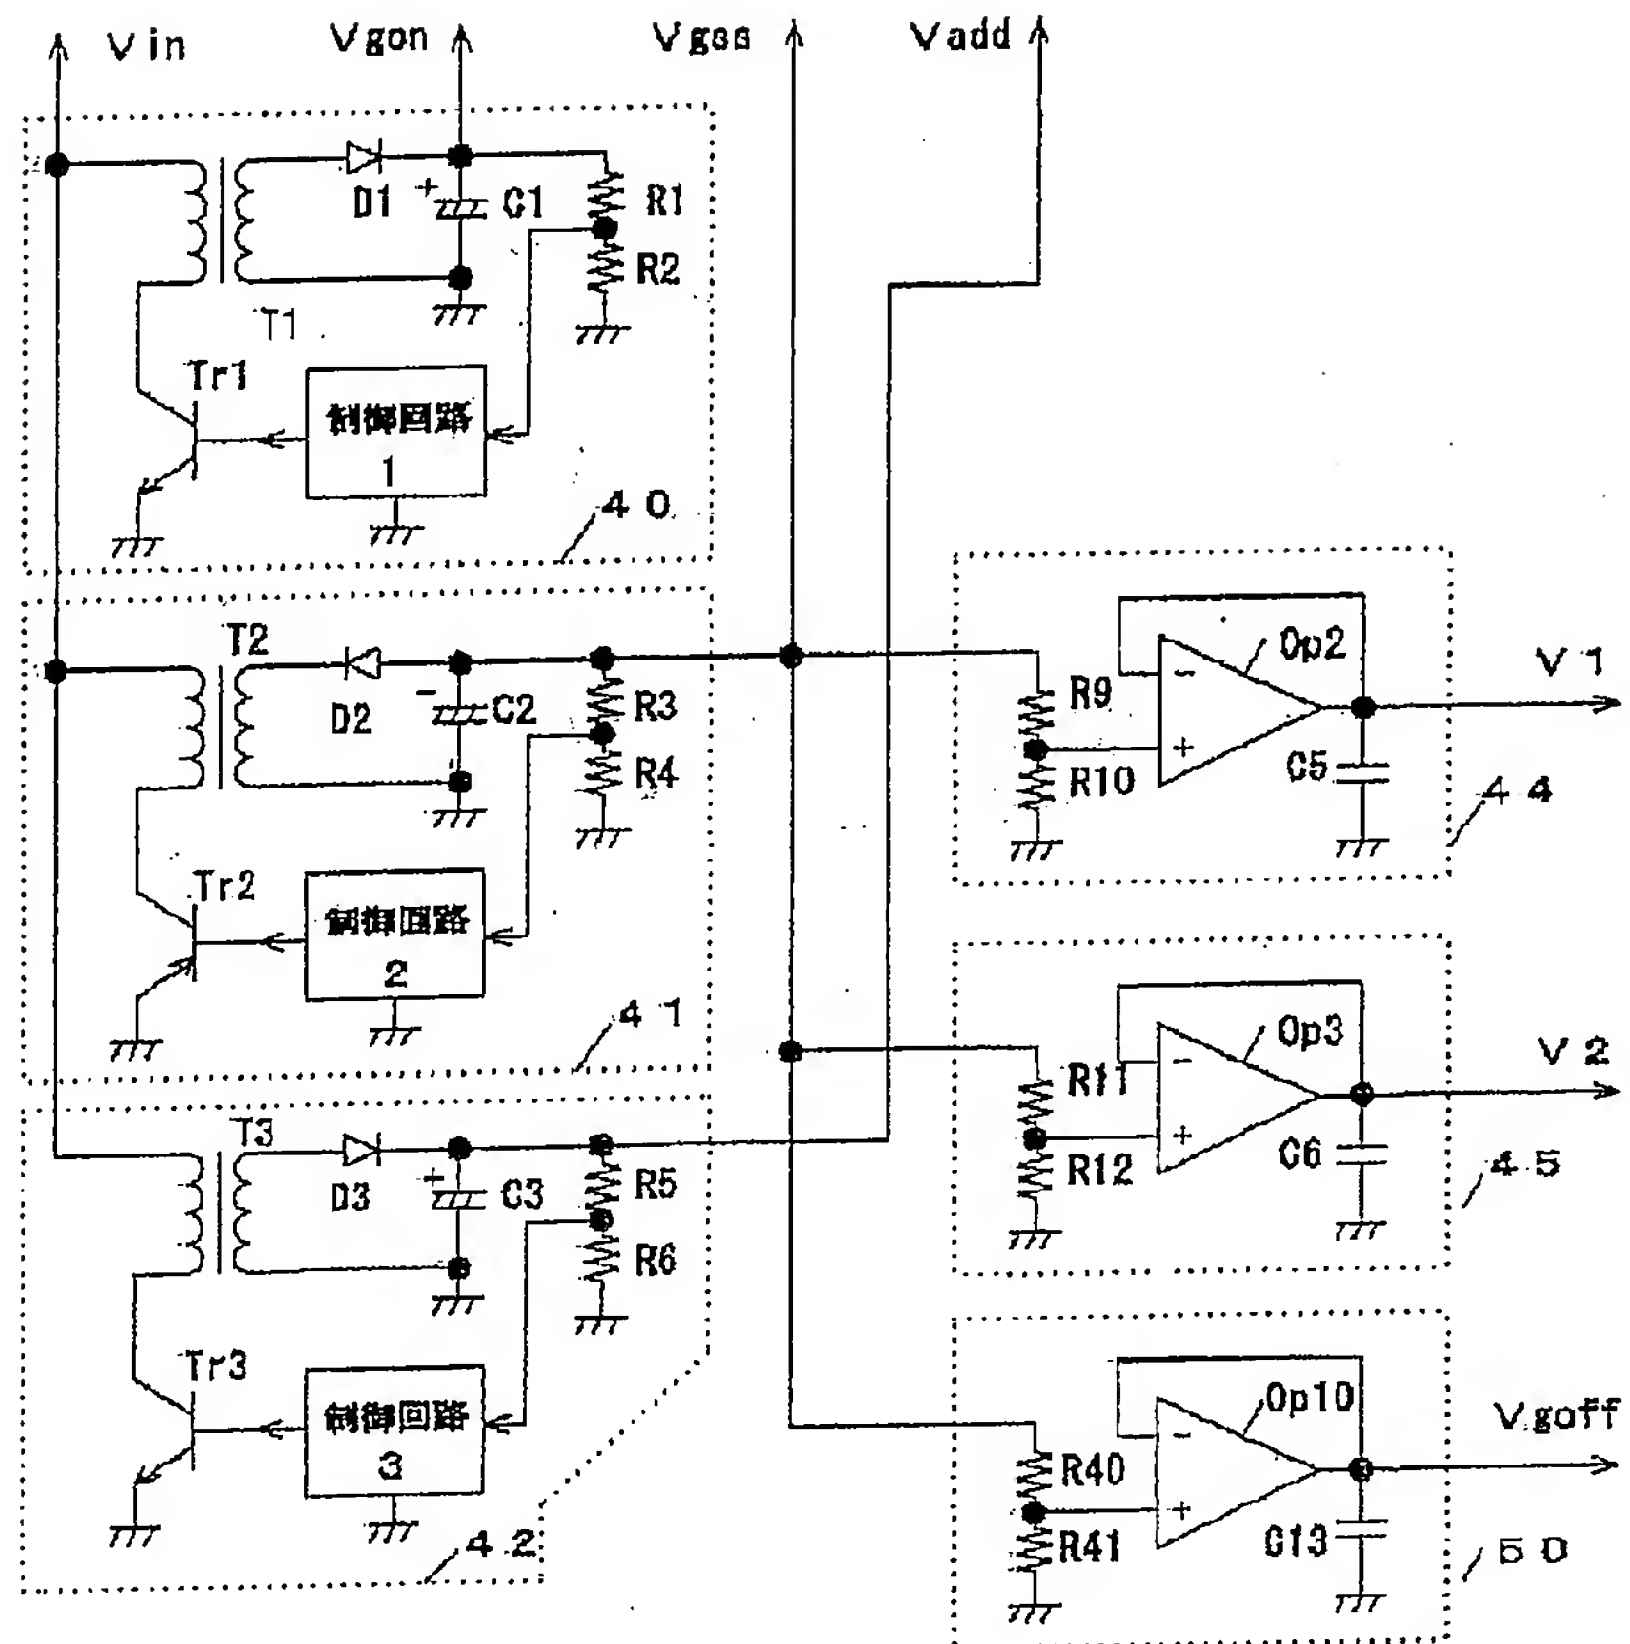 Vin
Vgon
Vgss
Vadd
D1
C1
+
R1
R2
T1
Tr1
制御回路
1
40
T2
D2
-
C2
R3
R4
Tr2
制御回路
2
41
T3
D3
+
C3
R5
R6
Tr3
制御回路
3
42
Op2
-
+
R9
R10
C5
V1
44
Op3
-
+
R11
R12
C6
V2
45
Op10
-
+
R40
R41
C13
Vgoff
50